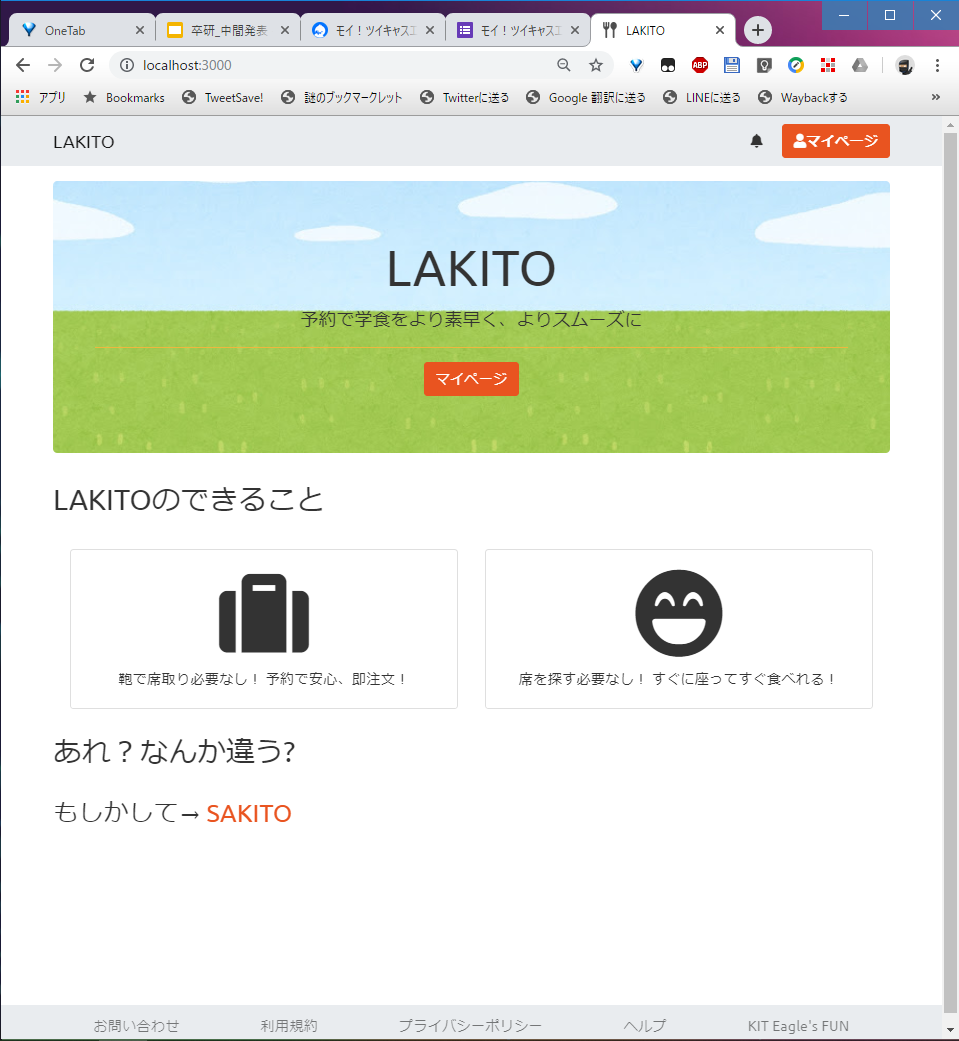 OneTab
卒研_中間発表
モイ！ツイキャスエ
モイ！ツイキャスエ
LAKITO
localhost:3000
ABP
アプリ
Bookmarks
TweetSave!
謎のブックマークレット
Twitterに送る
Google 翻訳に送る
LINEに送る
Waybackする
»
LAKITO
マイページ
LAKITO
予約で学食をより素早く、よりスムーズに
マイページ
LAKITOのできること
鞄で席取り必要なし！ 予約で安心、即注文！
席を探す必要なし！ すぐに座ってすぐ食べれる！
あれ？なんか違う?
もしかして→ SAKITO
お問い合わせ
利用規約
プライバシーポリシー
ヘルプ
KIT Eagle's FUN